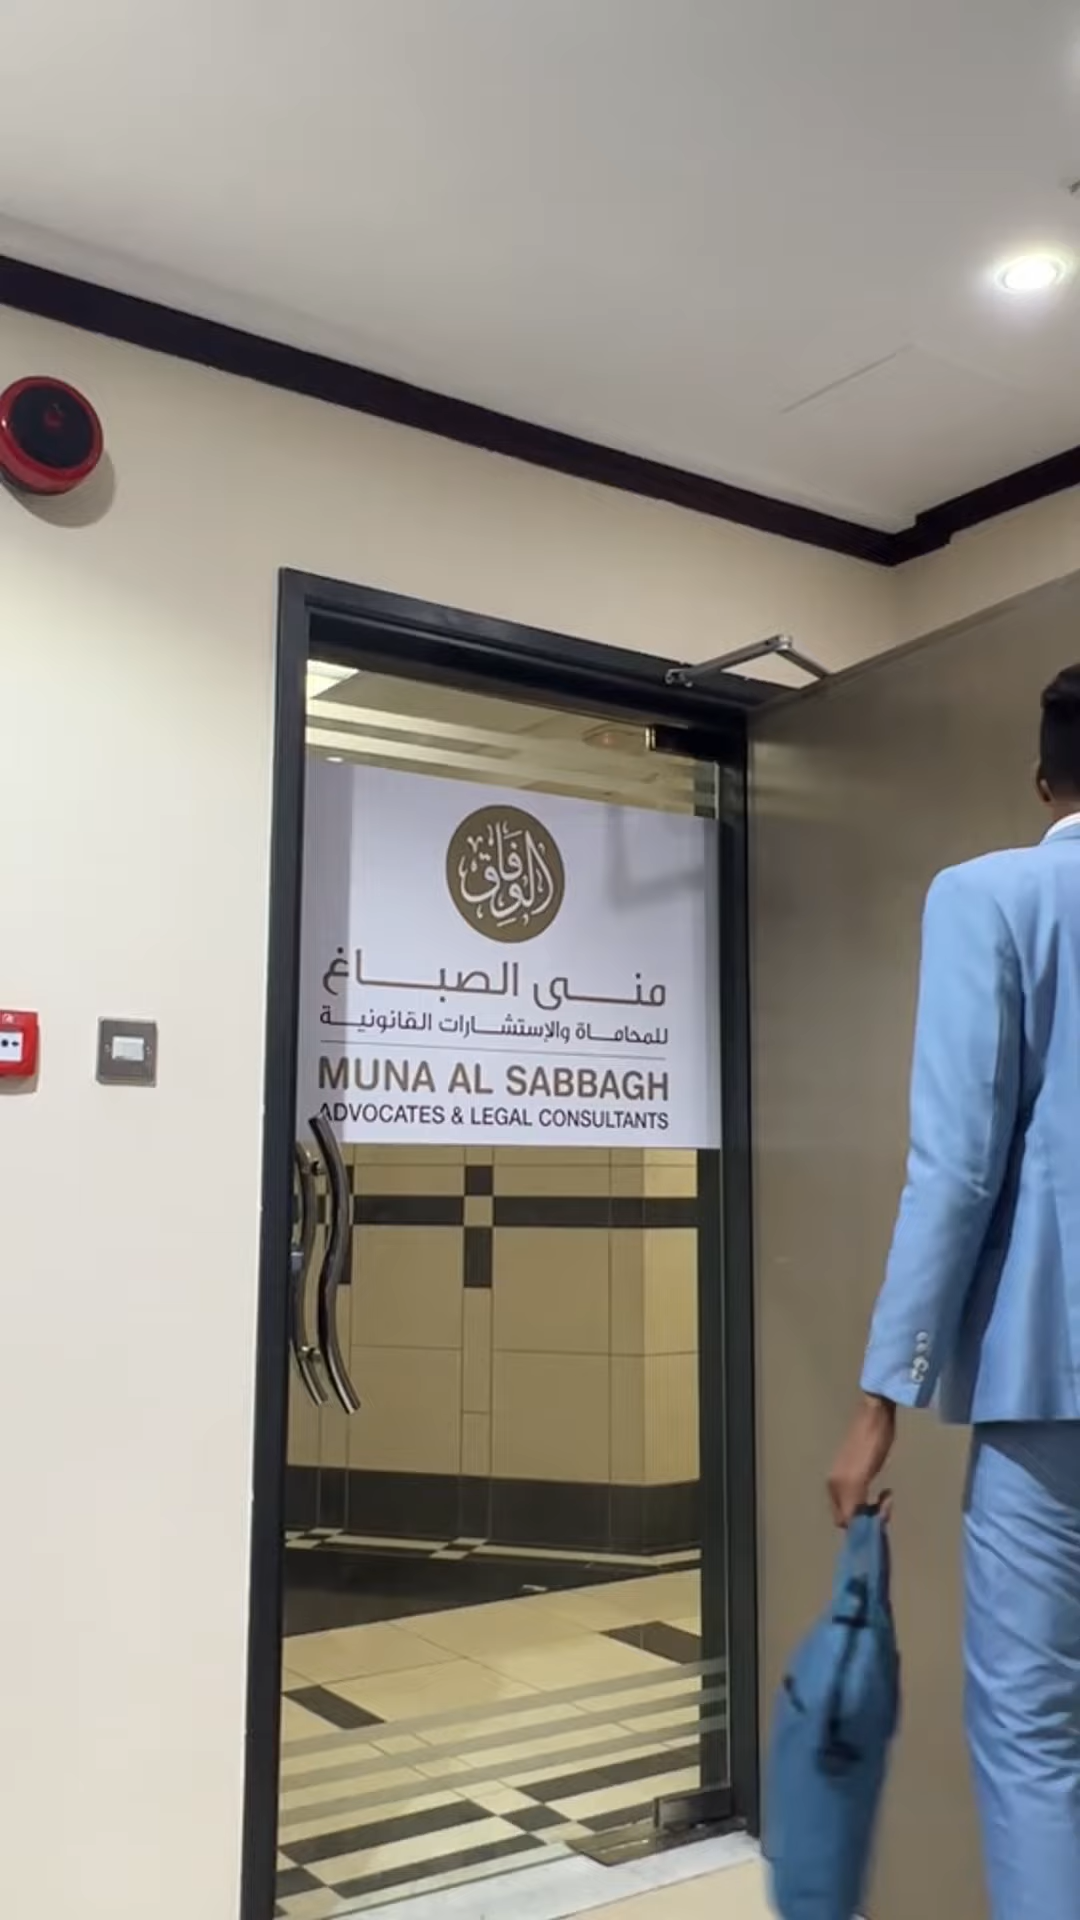 الوفاق
منى الصباغ
للمحاماة والإستشارات القانونية
MUNA AL SABBAGH
ADVOCATES & LEGAL CONSULTANTS